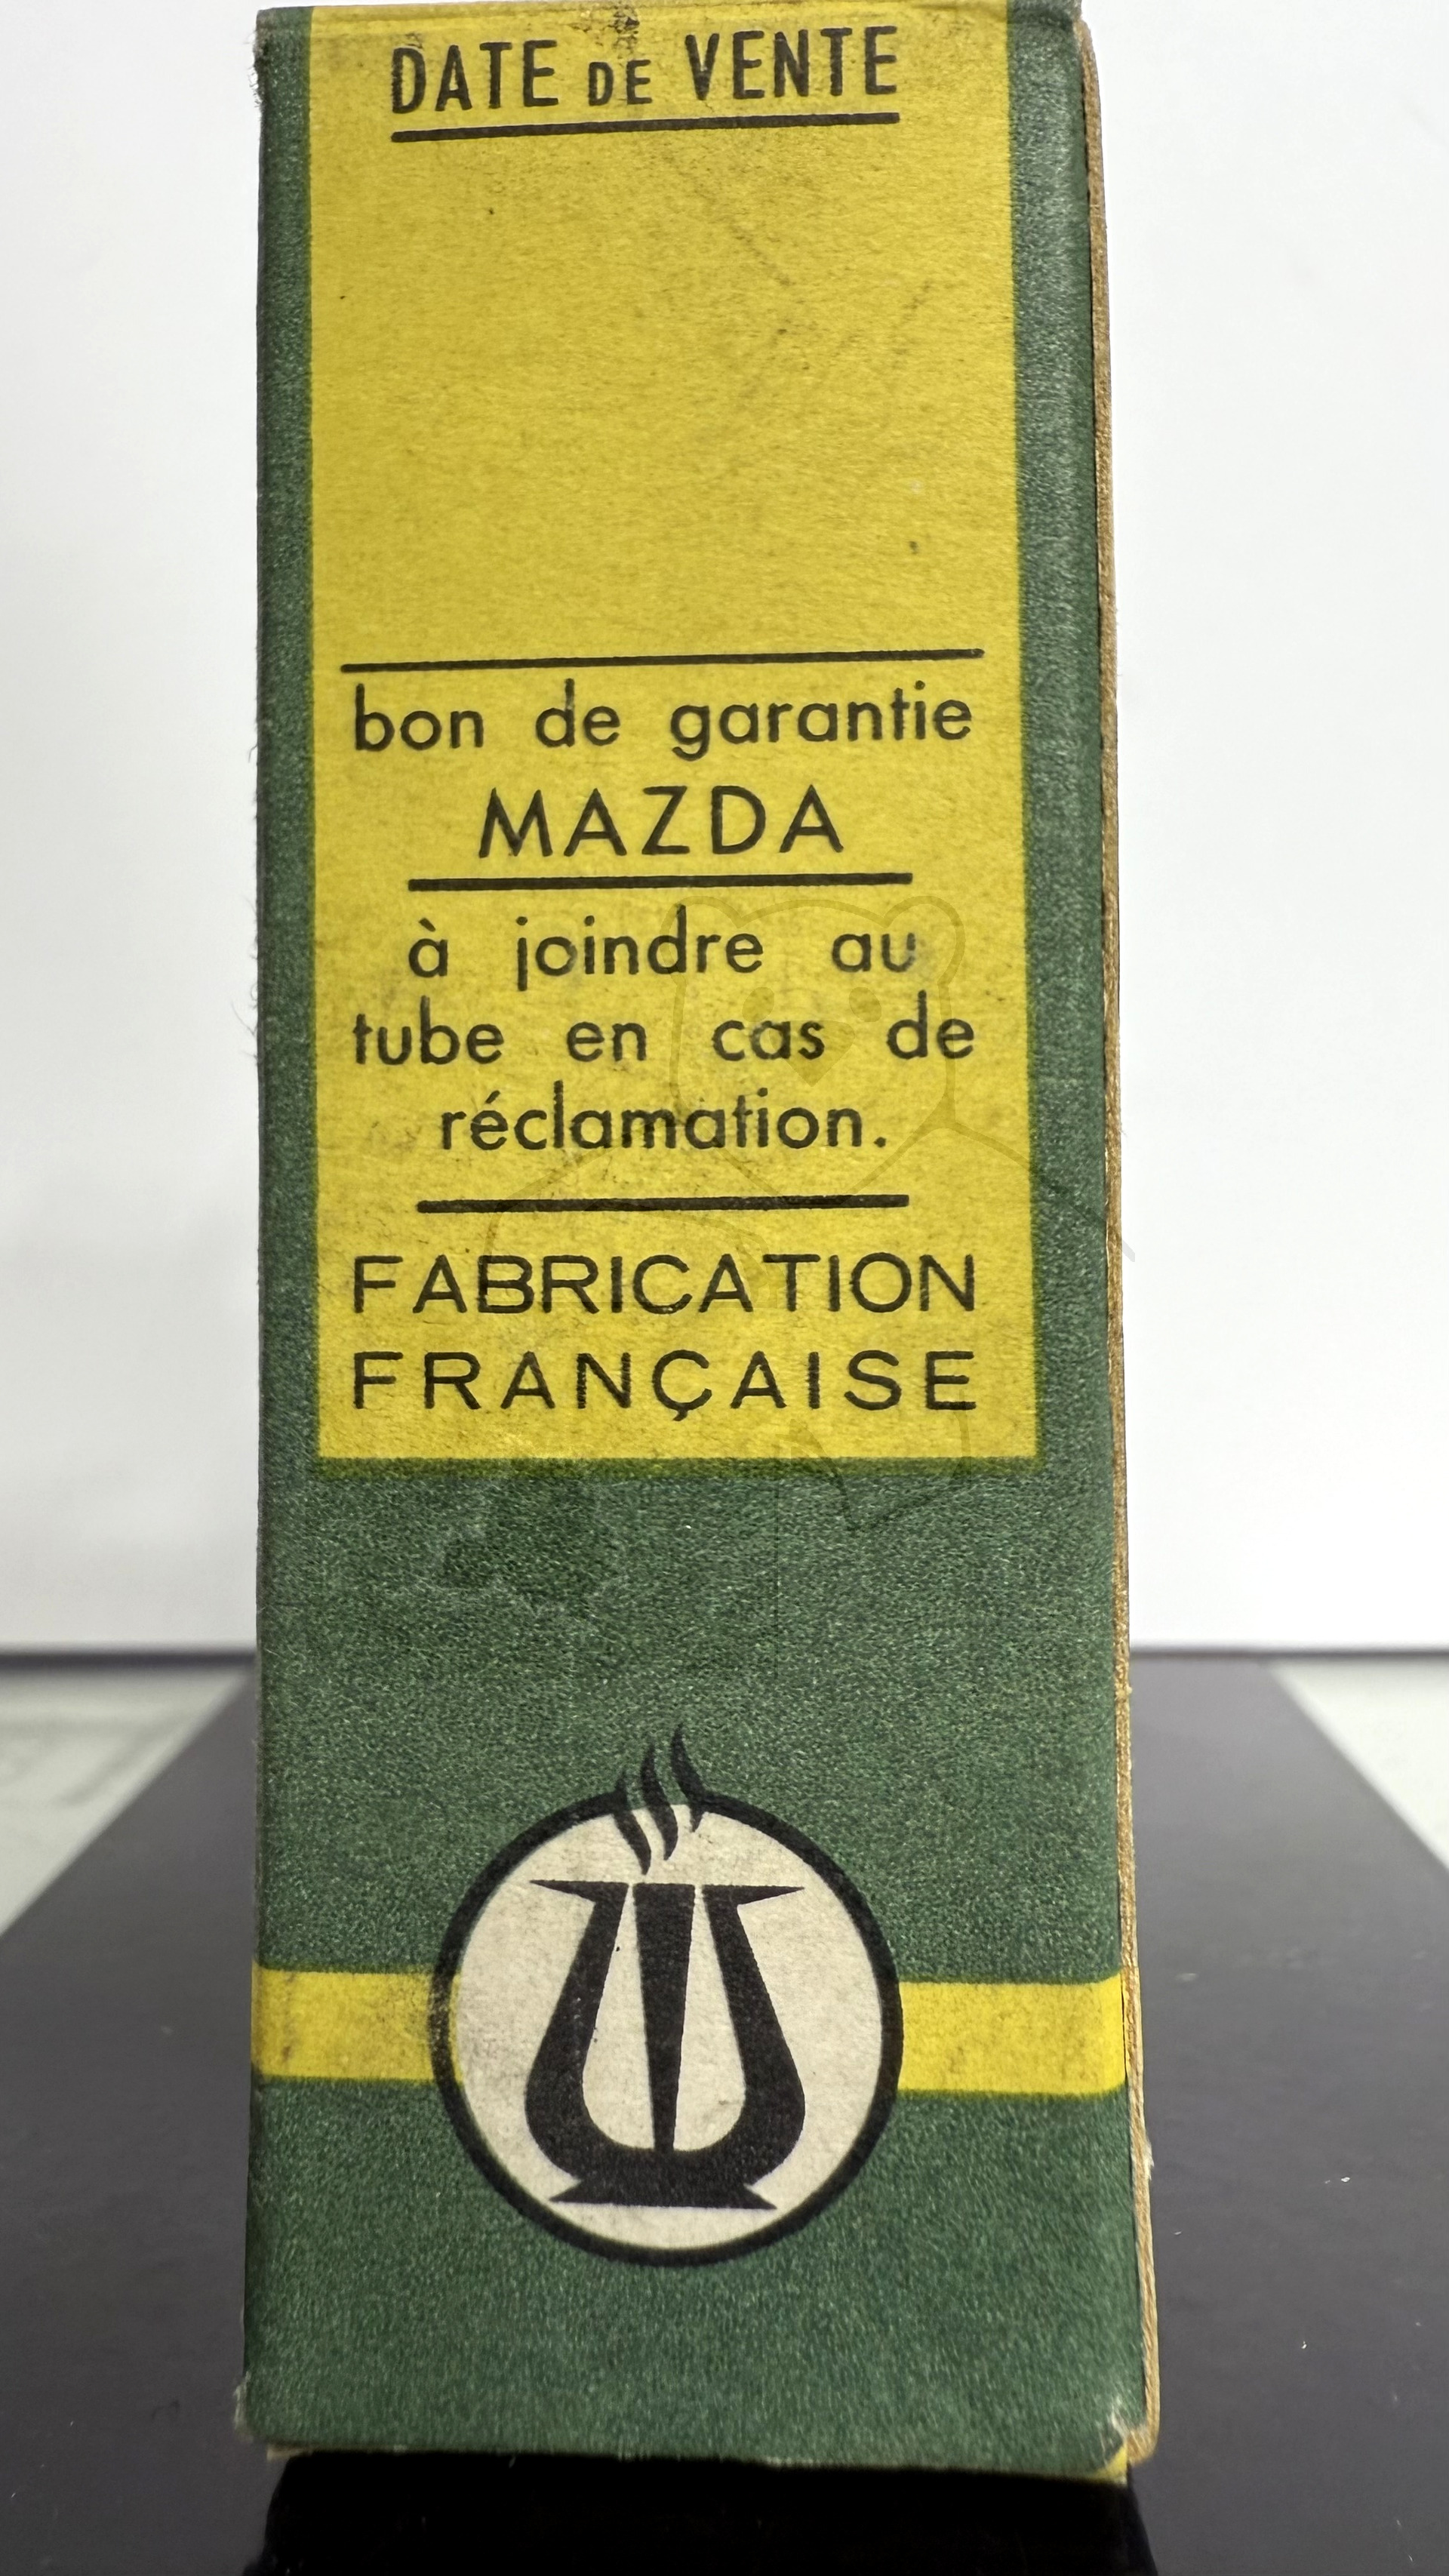 DATE DE VENTE
bon de garantie
MAZDA
à joindre au
tube en cas de
réclamation.
FABRICATION
FRANÇAISE